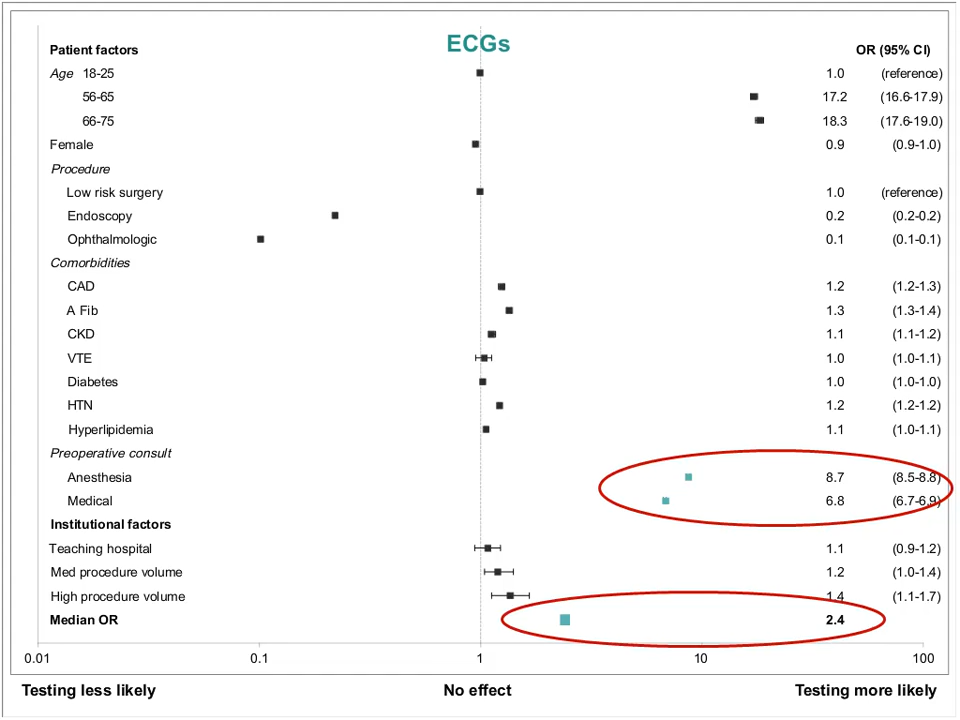 ECGs
Patient factors OR (95% CI)
Age 18-25 1.0 (reference)
56-65 17.2 (16.6-17.9)
66-75 18.3 (17.6-19.0)
Female 0.9 (0.9-1.0)
Procedure
Low risk surgery 1.0 (reference)
Endoscopy 0.2 (0.2-0.2)
Ophthalmologic 0.1 (0.1-0.1)
Comorbidities
CAD 1.2 (1.2-1.3)
A Fib 1.3 (1.3-1.4)
CKD 1.1 (1.1-1.2)
VTE 1.0 (1.0-1.1)
Diabetes 1.0 (1.0-1.0)
HTN 1.2 (1.2-1.2)
Hyperlipidemia 1.1 (1.0-1.1)
Preoperative consult
Anesthesia 8.7 (8.5-8.8)
Medical 6.8 (6.7-6.9)
Institutional factors
Teaching hospital 1.1 (0.9-1.2)
Med procedure volume 1.2 (1.0-1.4)
High procedure volume 1.4 (1.1-1.7)
Median OR 2.4
0.01 0.1 1 10 100
Testing less likely No effect Testing more likely